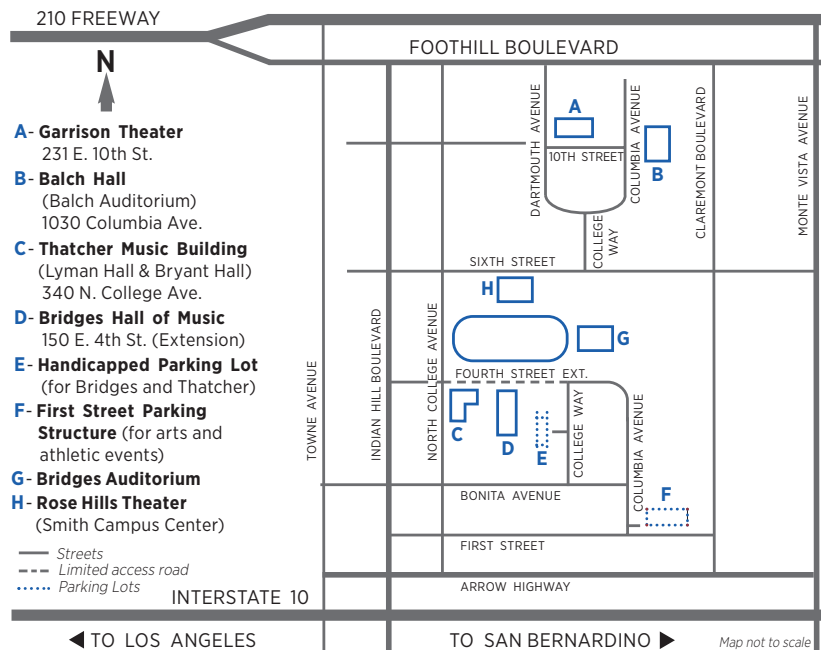 210 FREEWAY
FOOTHILL BOULEVARD
N
A- Garrison Theater
231 E. 10th St.
B- Balch Hall
(Balch Auditorium)
1030 Columbia Ave.
C- Thatcher Music Building
(Lyman Hall & Bryant Hall)
340 N. College Ave.
D- Bridges Hall of Music
150 E. 4th St. (Extension)
E- Handicapped Parking Lot
(for Bridges and Thatcher)
F- First Street Parking
Structure (for arts and
athletic events)
G- Bridges Auditorium
H- Rose Hills Theater
(Smith Campus Center)
Streets
Limited access road
Parking Lots
TOWNE AVENUE
INDIAN HILL BOULEVARD
NORTH COLLEGE AVENUE
DARTMOUTH AVENUE
A
10TH STREET
COLUMBIA AVENUE
B
CLAREMONT BOULEVARD
MONTE VISTA AVENUE
COLLEGE WAY
SIXTH STREET
H
G
FOURTH STREET EXT.
C
D
E
COLLEGE WAY
COLUMBIA AVENUE
F
BONITA AVENUE
FIRST STREET
ARROW HIGHWAY
INTERSTATE 10
◀ TO LOS ANGELES
TO SAN BERNARDINO ▶
Map not to scale